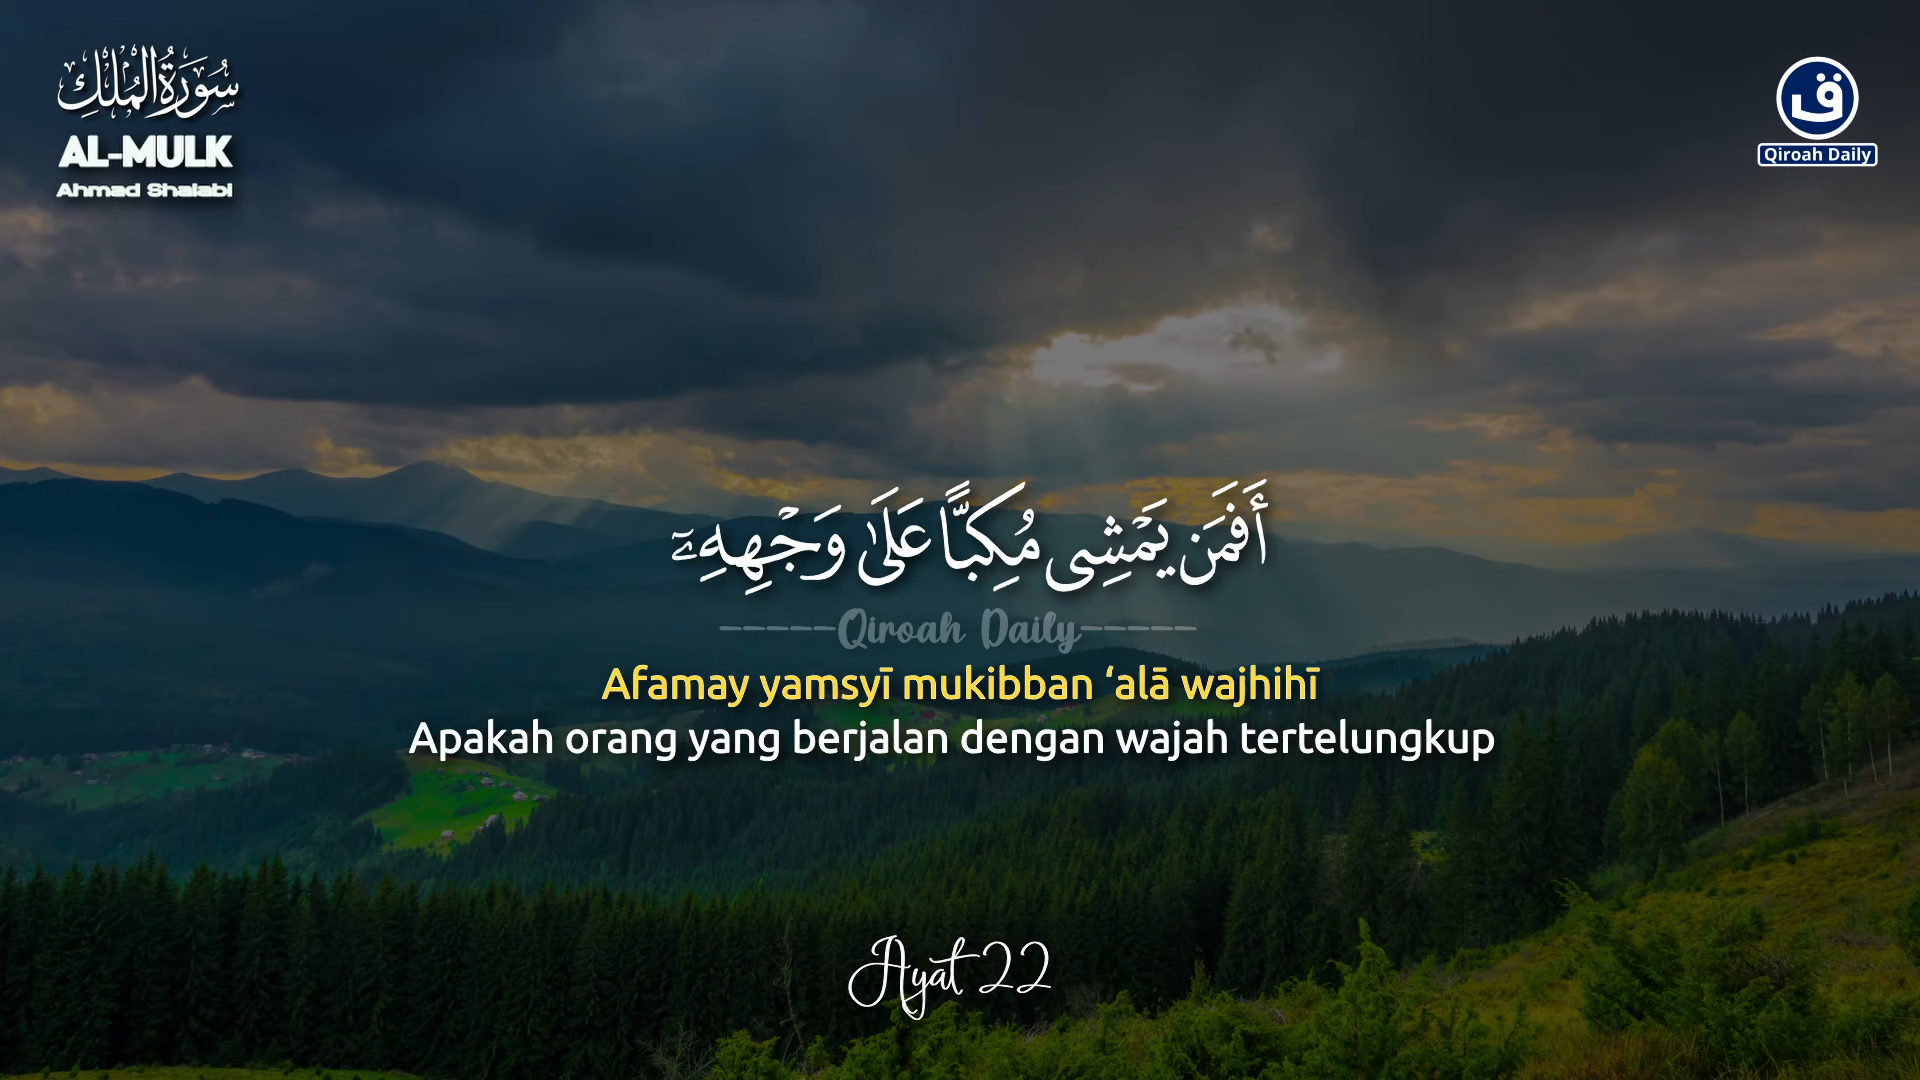 سُورَةُ الْمُلْكِ
AL-MULK
Ahmad Shalabi
ق
Qiroah Daily
أَفَمَن يَمْشِى مُكِبًّا عَلَىٰ وَجْهِهِۦٓ
-----Qiroah Daily-----
Afamay yamsyī mukibban ‘alā wajhihī
Apakah orang yang berjalan dengan wajah tertelungkup
Ayat 22